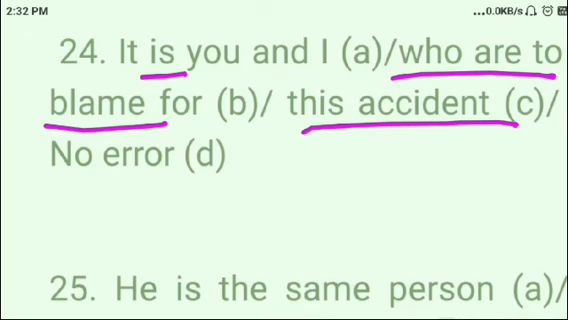 2:32 PM ...0.0KB/s
24. It is you and I (a)/who are to
blame for (b)/ this accident (c)/
No error (d)
25. He is the same person (a)/